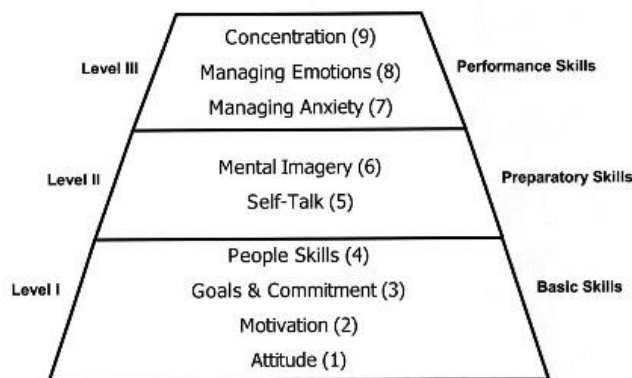 Concentration (9)
Level III
Managing Emotions (8)
Performance Skills
Managing Anxiety (7)
Mental Imagery (6)
Level II
Preparatory Skills
Self-Talk (5)
People Skills (4)
Level I
Goals & Commitment (3)
Basic Skills
Motivation (2)
Attitude (1)